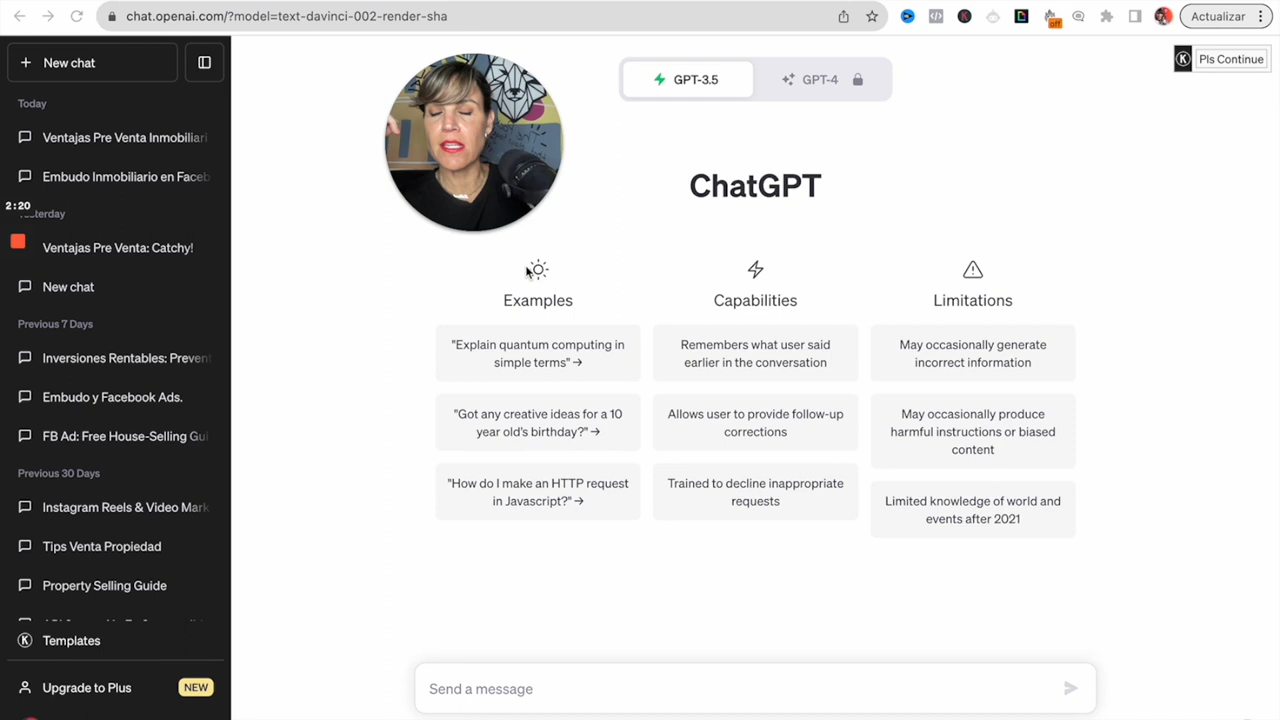 chat.openai.com/?model=text-davinci-002-render-sha
off
Actualizar
New chat
Today
Ventajas Pre Venta Inmobiliari
Embudo Inmobiliario en Faceb
2:20
Ventajas Pre Venta: Catchy!
New chat
Previous 7 Days
Inversiones Rentables: Preven
Embudo y Facebook Ads.
FB Ad: Free House-Selling Gui
Previous 30 Days
Instagram Reels & Video Mark
Tips Venta Propiedad
Property Selling Guide
K Templates
Upgrade to Plus
NEW
GPT-3.5
GPT-4
K Pls Continue
ChatGPT
Examples
"Explain quantum computing in
simple terms" →
"Got any creative ideas for a 10
year old's birthday?" →
"How do I make an HTTP request
in Javascript?" →
Capabilities
Remembers what user said
earlier in the conversation
Allows user to provide follow-up
corrections
Trained to decline inappropriate
requests
Limitations
May occasionally generate
incorrect information
May occasionally produce
harmful instructions or biased
content
Limited knowledge of world and
events after 2021
Send a message